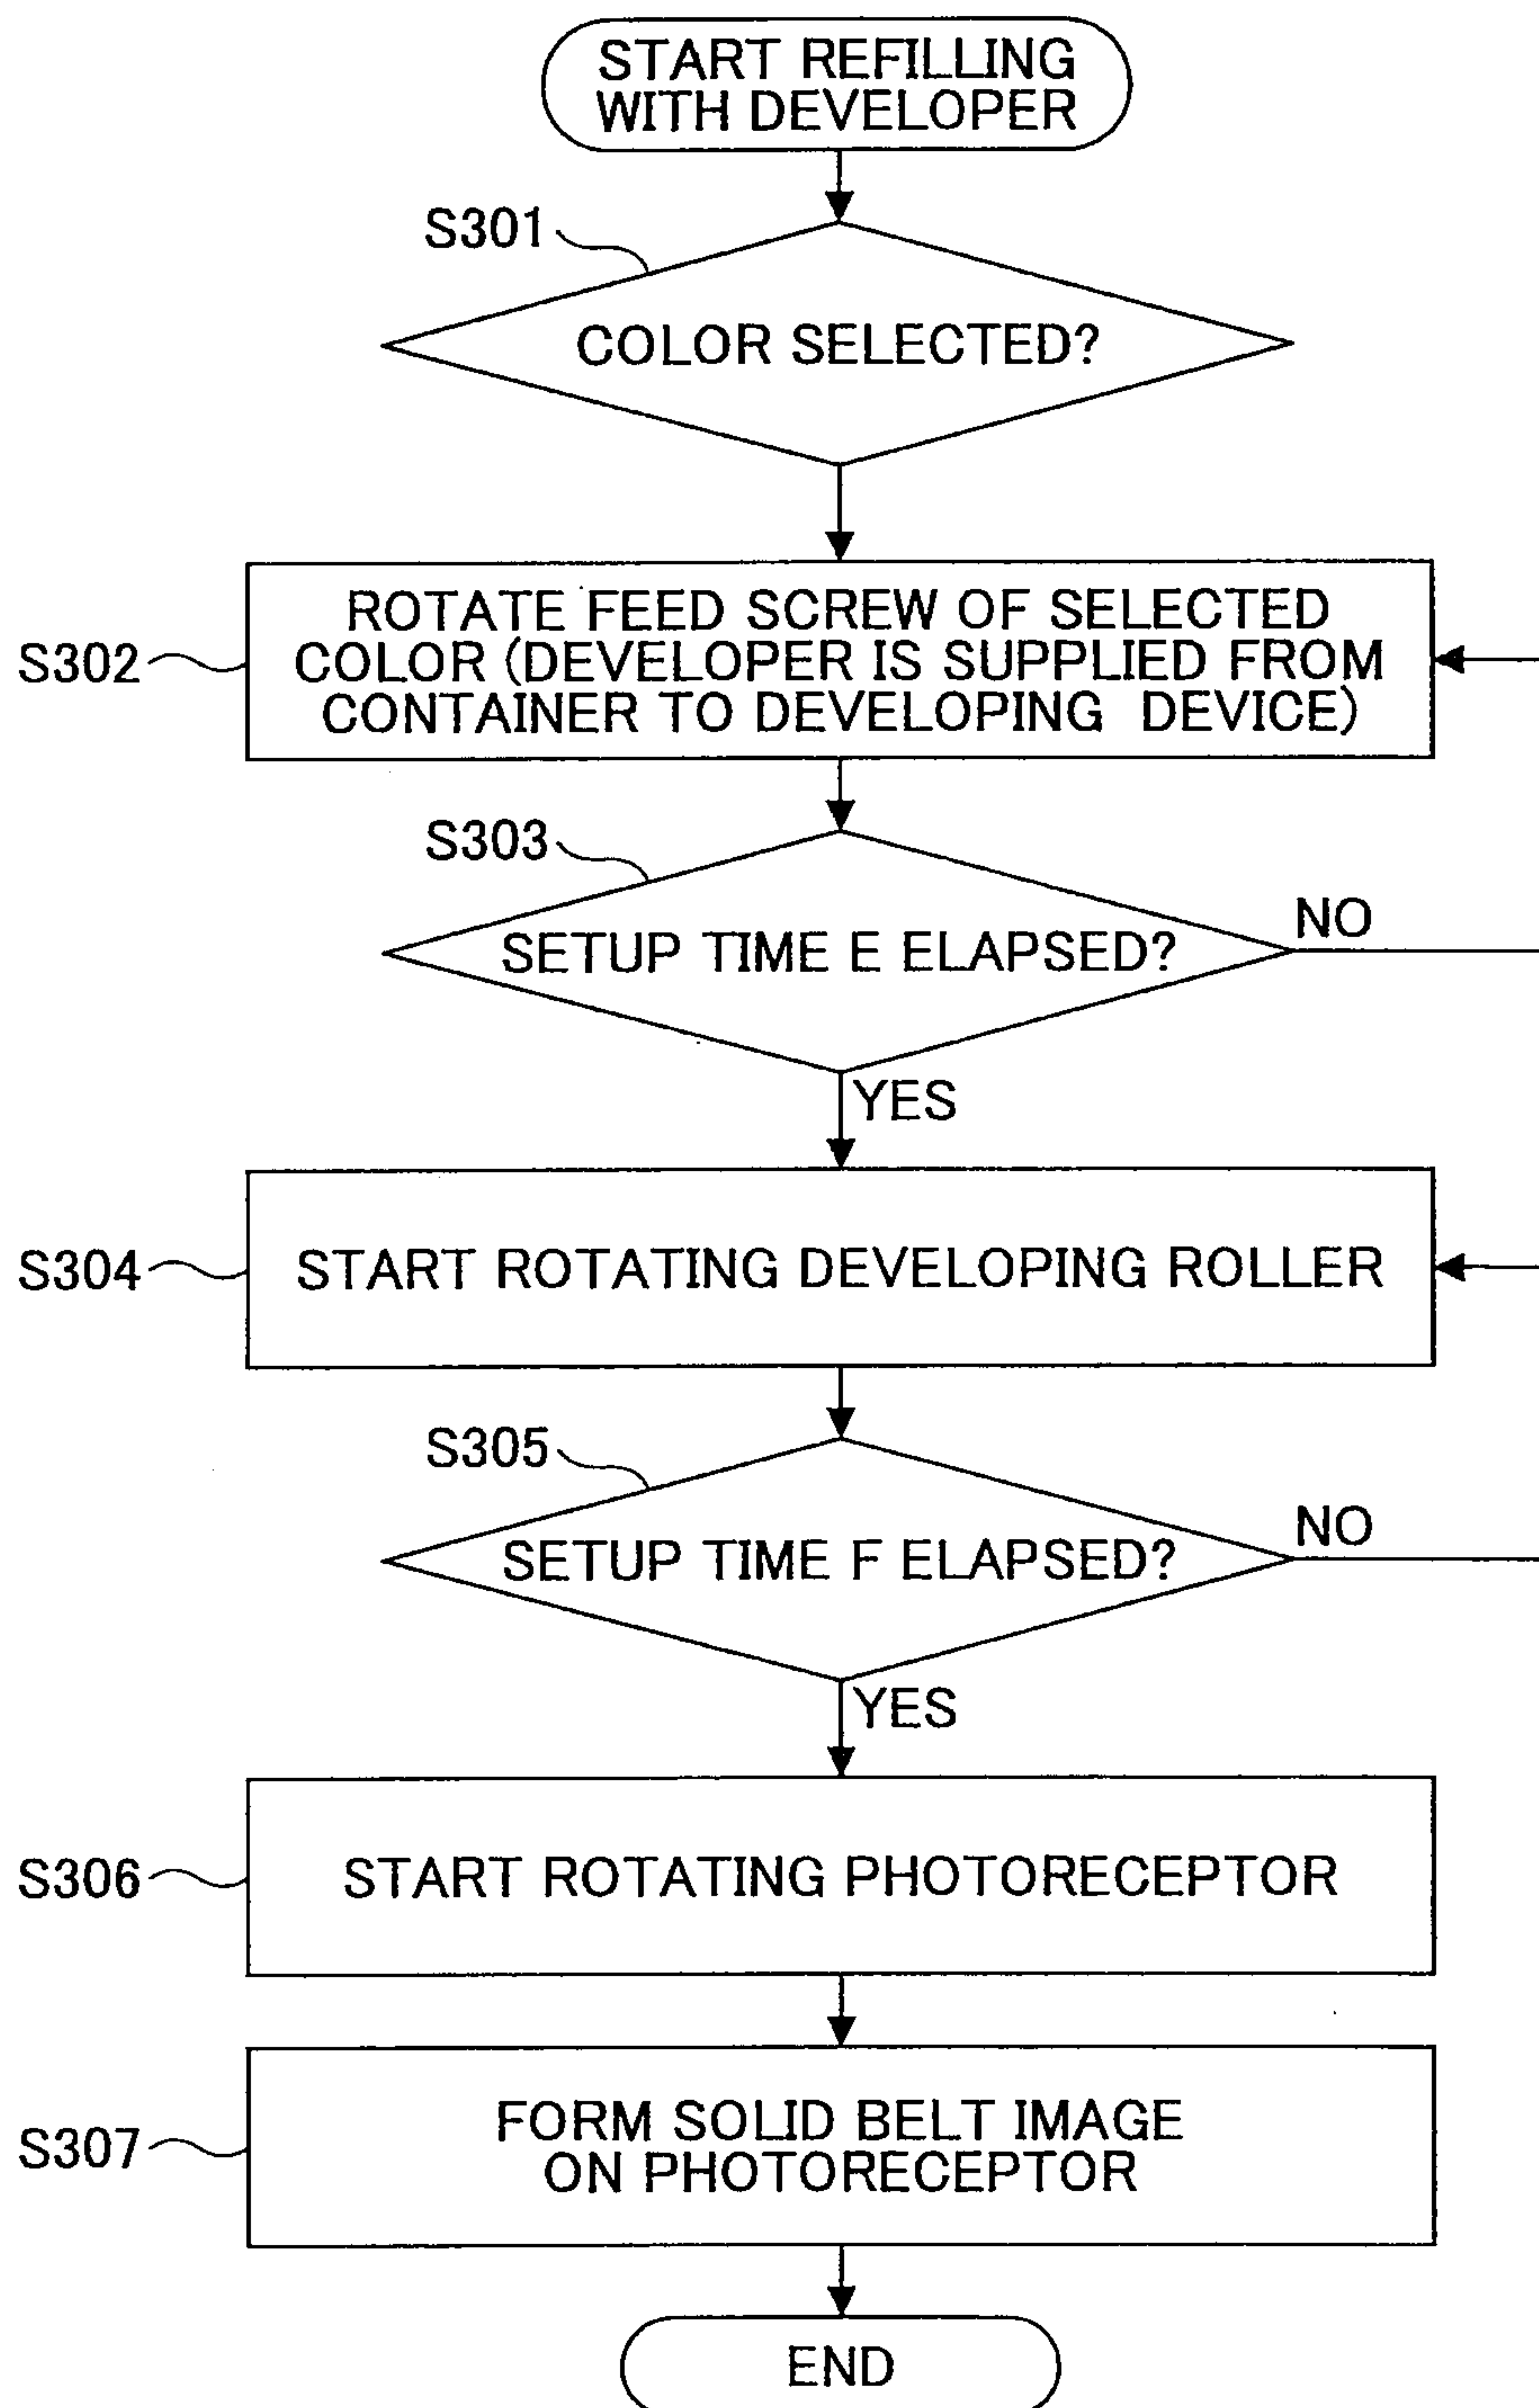 START REFILLING
WITH DEVELOPER
S301
COLOR SELECTED?
S302
ROTATE FEED SCREW OF SELECTED
COLOR (DEVELOPER IS SUPPLIED FROM
CONTAINER TO DEVELOPING DEVICE)
S303
SETUP TIME E ELAPSED?
NO
YES
S304
START ROTATING DEVELOPING ROLLER
S305
SETUP TIME F ELAPSED?
NO
YES
S306
START ROTATING PHOTORECEPTOR
S307
FORM SOLID BELT IMAGE
ON PHOTORECEPTOR
END